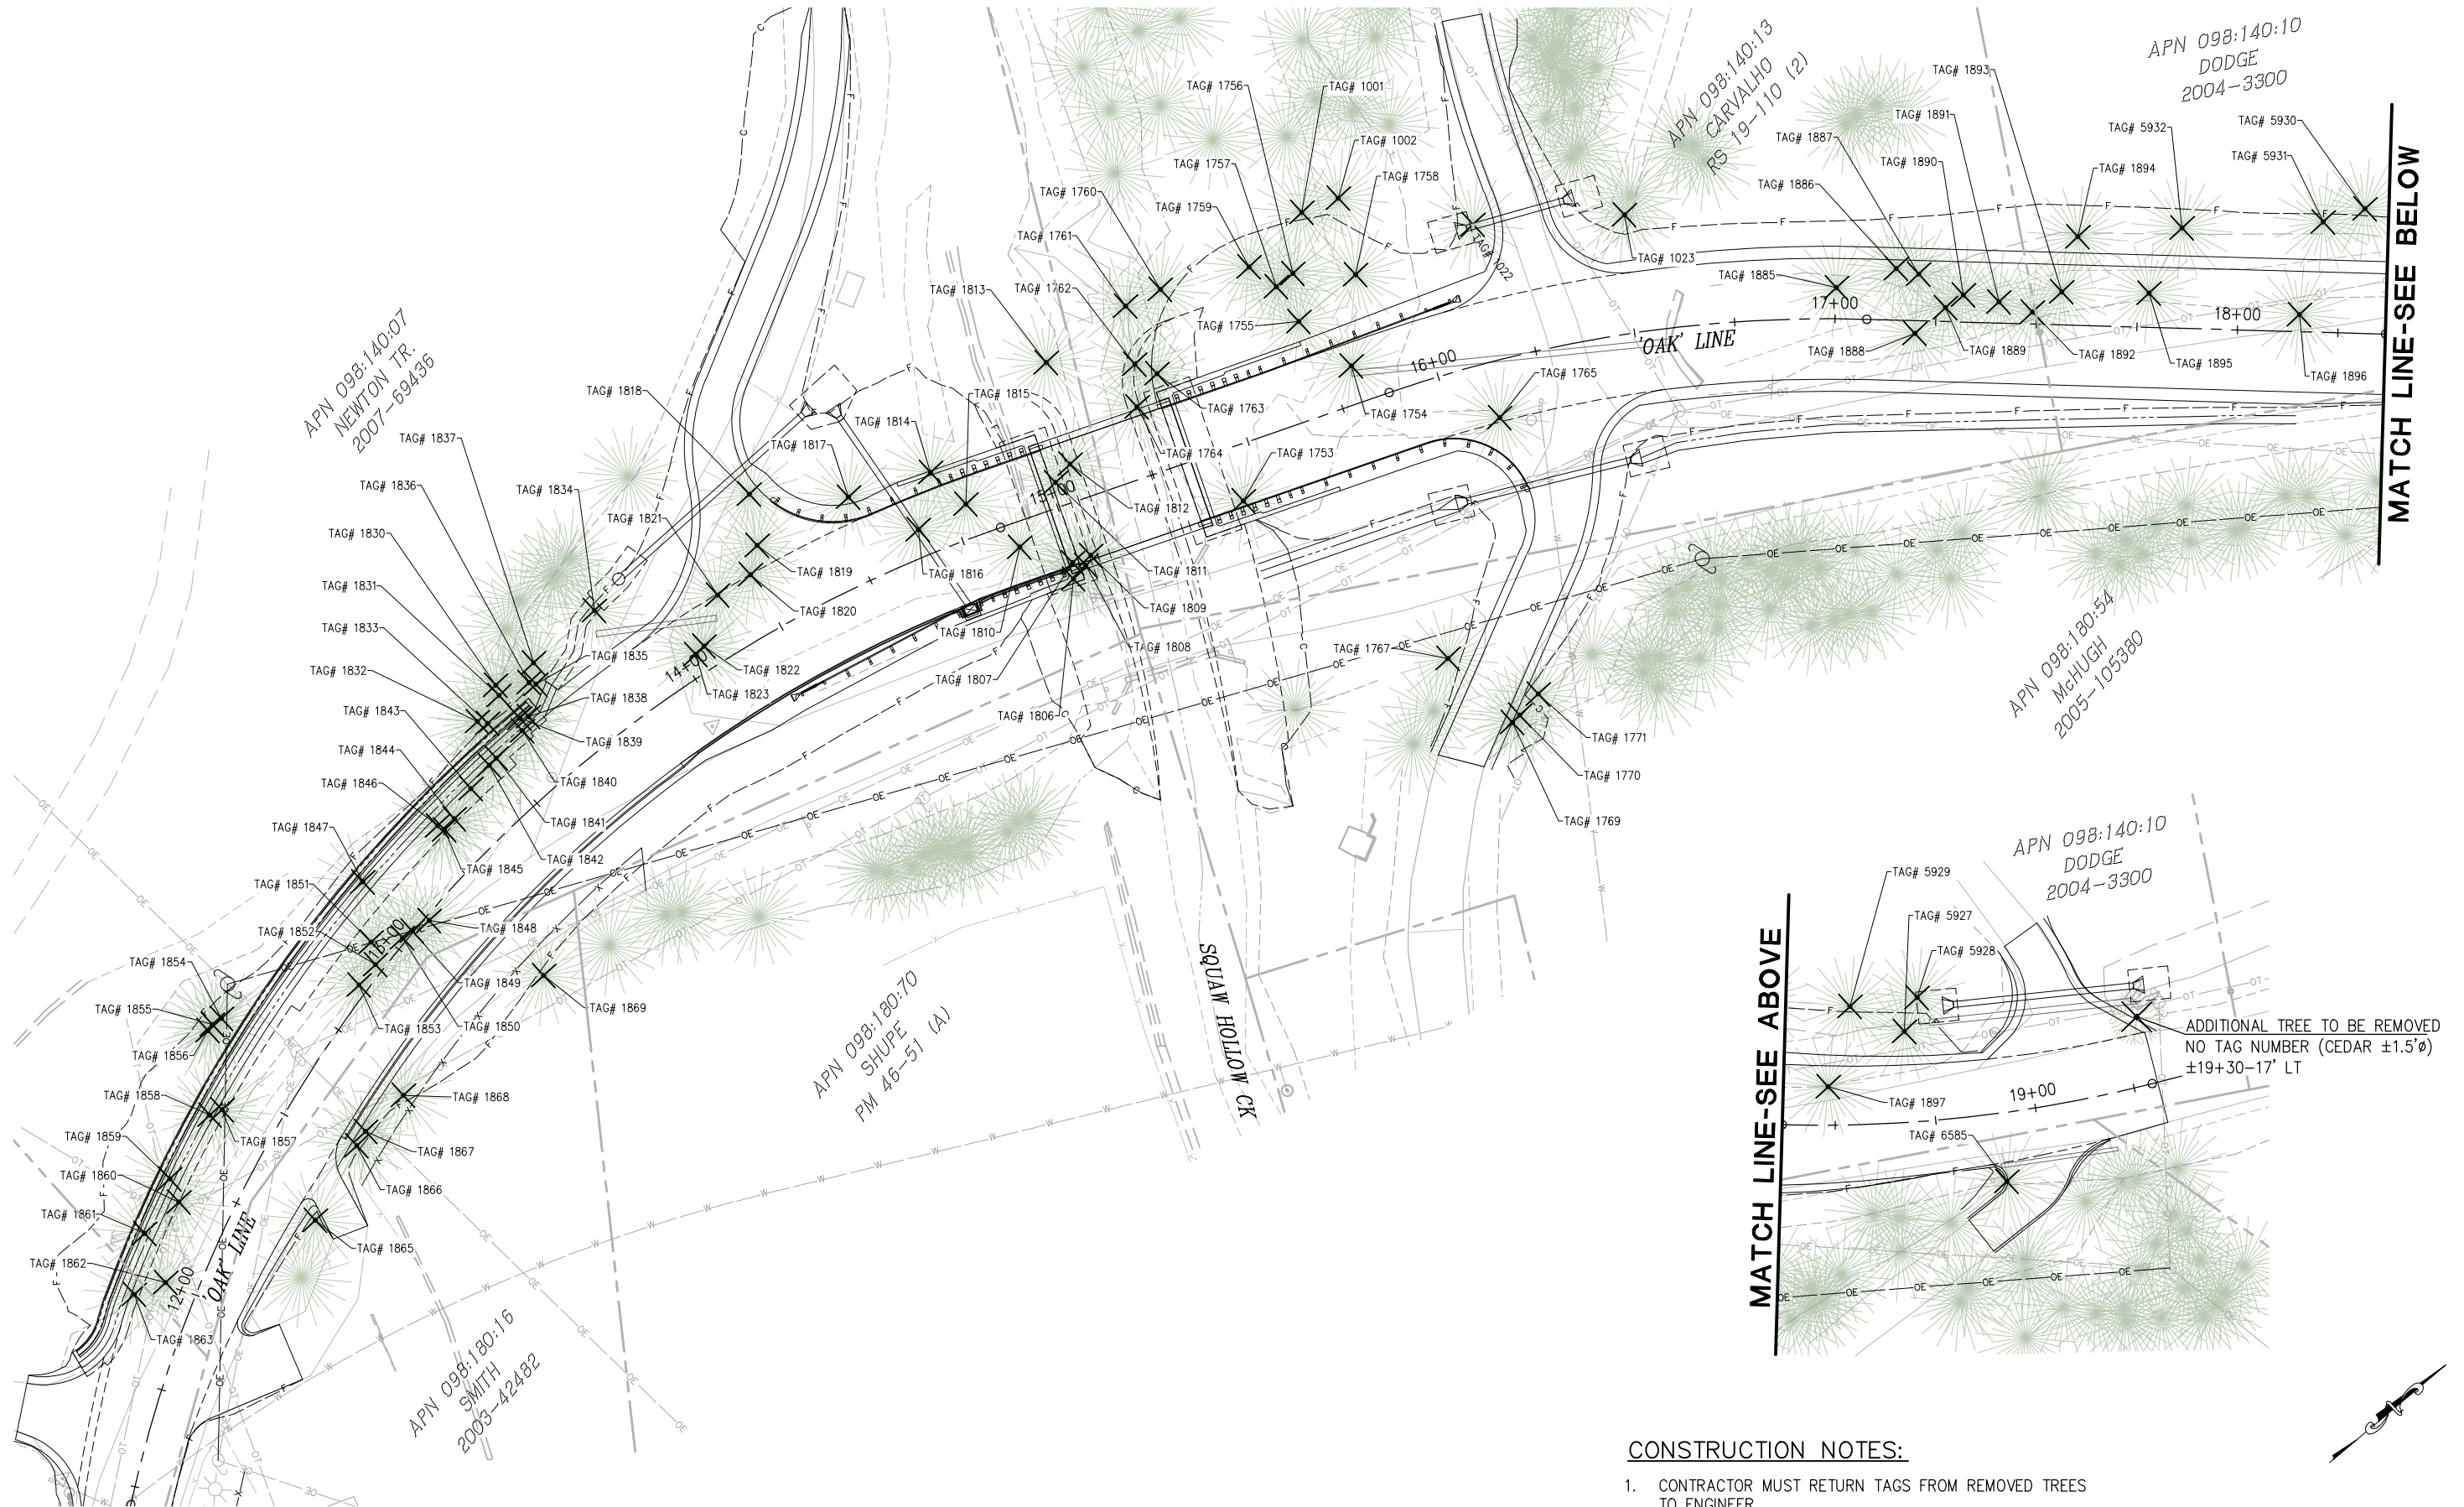 APN 098:140:10
DODGE
2004-3300
APN 098:140:13
CARVALHO
RS 19-110 (2)
TAG# 1893
TAG# 1756
TAG# 1001
TAG# 1891
TAG# 5932
TAG# 5930
TAG# 1002
TAG# 1887
TAG# 1757
TAG# 1890
TAG# 5931
TAG# 1894
TAG# 1758
TAG# 1886
TAG# 1760
TAG# 1759
TAG# 1761
TAG# 1022
TAG# 1023
TAG# 1885
TAG# 1813
TAG# 1762
TAG# 1755
17+00
18+00
'OAK' LINE
16+00
TAG# 1888
TAG# 1889
TAG# 1892
TAG# 1895
TAG# 1896
MATCH LINE-SEE BELOW
APN 098:140:07
NEWTON TR.
2007-69436
TAG# 1765
TAG# 1818
TAG# 1815
TAG# 1763
TAG# 1754
TAG# 1814
TAG# 1837
TAG# 1817
TAG# 1764
TAG# 1753
TAG# 1836
TAG# 1834
15+00
TAG# 1812
TAG# 1821
TAG# 1830
TAG# 1819
TAG# 1816
TAG# 1811
TAG# 1831
TAG# 1820
TAG# 1809
TAG# 1833
TAG# 1810
TAG# 1808
TAG# 1767
TAG# 1835
TAG# 1822
14+00
TAG# 1832
TAG# 1823
TAG# 1807
TAG# 1838
TAG# 1843
TAG# 1806
TAG# 1839
TAG# 1771
TAG# 1844
TAG# 1770
TAG# 1846
TAG# 1840
TAG# 1769
TAG# 1847
TAG# 1841
TAG# 1842
TAG# 1845
TAG# 1851
TAG# 1848
TAG# 1852
13+00
TAG# 1854
TAG# 1849
TAG# 1869
TAG# 1855
TAG# 1853
TAG# 1850
TAG# 1856
TAG# 1858
TAG# 1868
TAG# 1859
TAG# 1857
TAG# 1867
TAG# 1860
TAG# 1866
TAG# 1861
TAG# 1865
TAG# 1862
12+00
'OAK' LINE
TAG# 1863
APN 098:180:54
McHUGH
2005-105380
APN 098:180:70
SHUPE
PM 46-51 (A)
SQUAW HOLLOW CK
APN 098:180:16
SMITH
2003-42482
APN 098:140:10
DODGE
2004-3300
MATCH LINE-SEE ABOVE
TAG# 5929
TAG# 5927
TAG# 5928
ADDITIONAL TREE TO BE REMOVED
NO TAG NUMBER (CEDAR ±1.5'ø)
±19+30-17' LT
TAG# 1897
19+00
TAG# 6585
CONSTRUCTION NOTES:
1. CONTRACTOR MUST RETURN TAGS FROM REMOVED TREES
TO ENGINEER